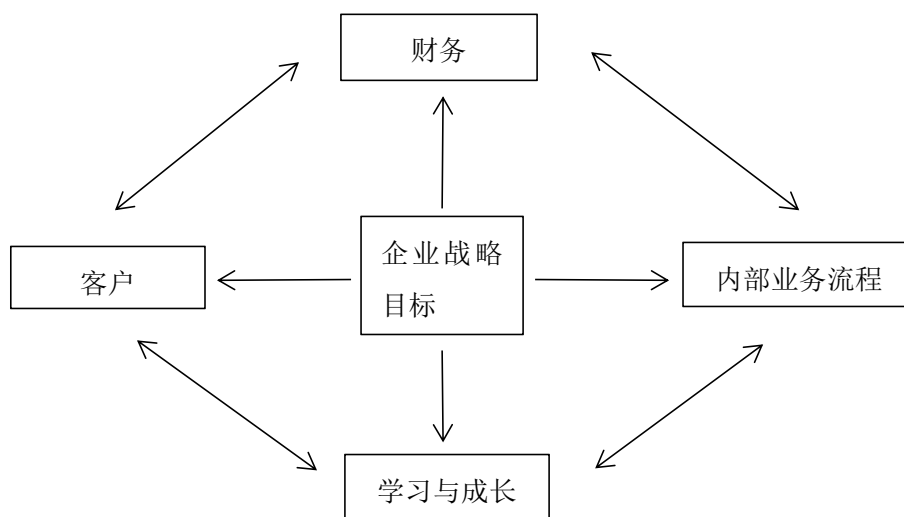 财务
客户
企业战略
目标
内部业务流程
学习与成长